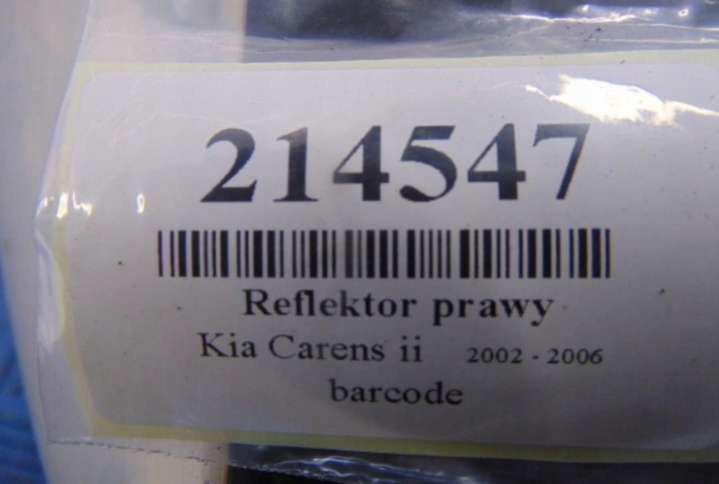 214547
Reflektor prawy
Kia Carens ii 2002 - 2006
barcode